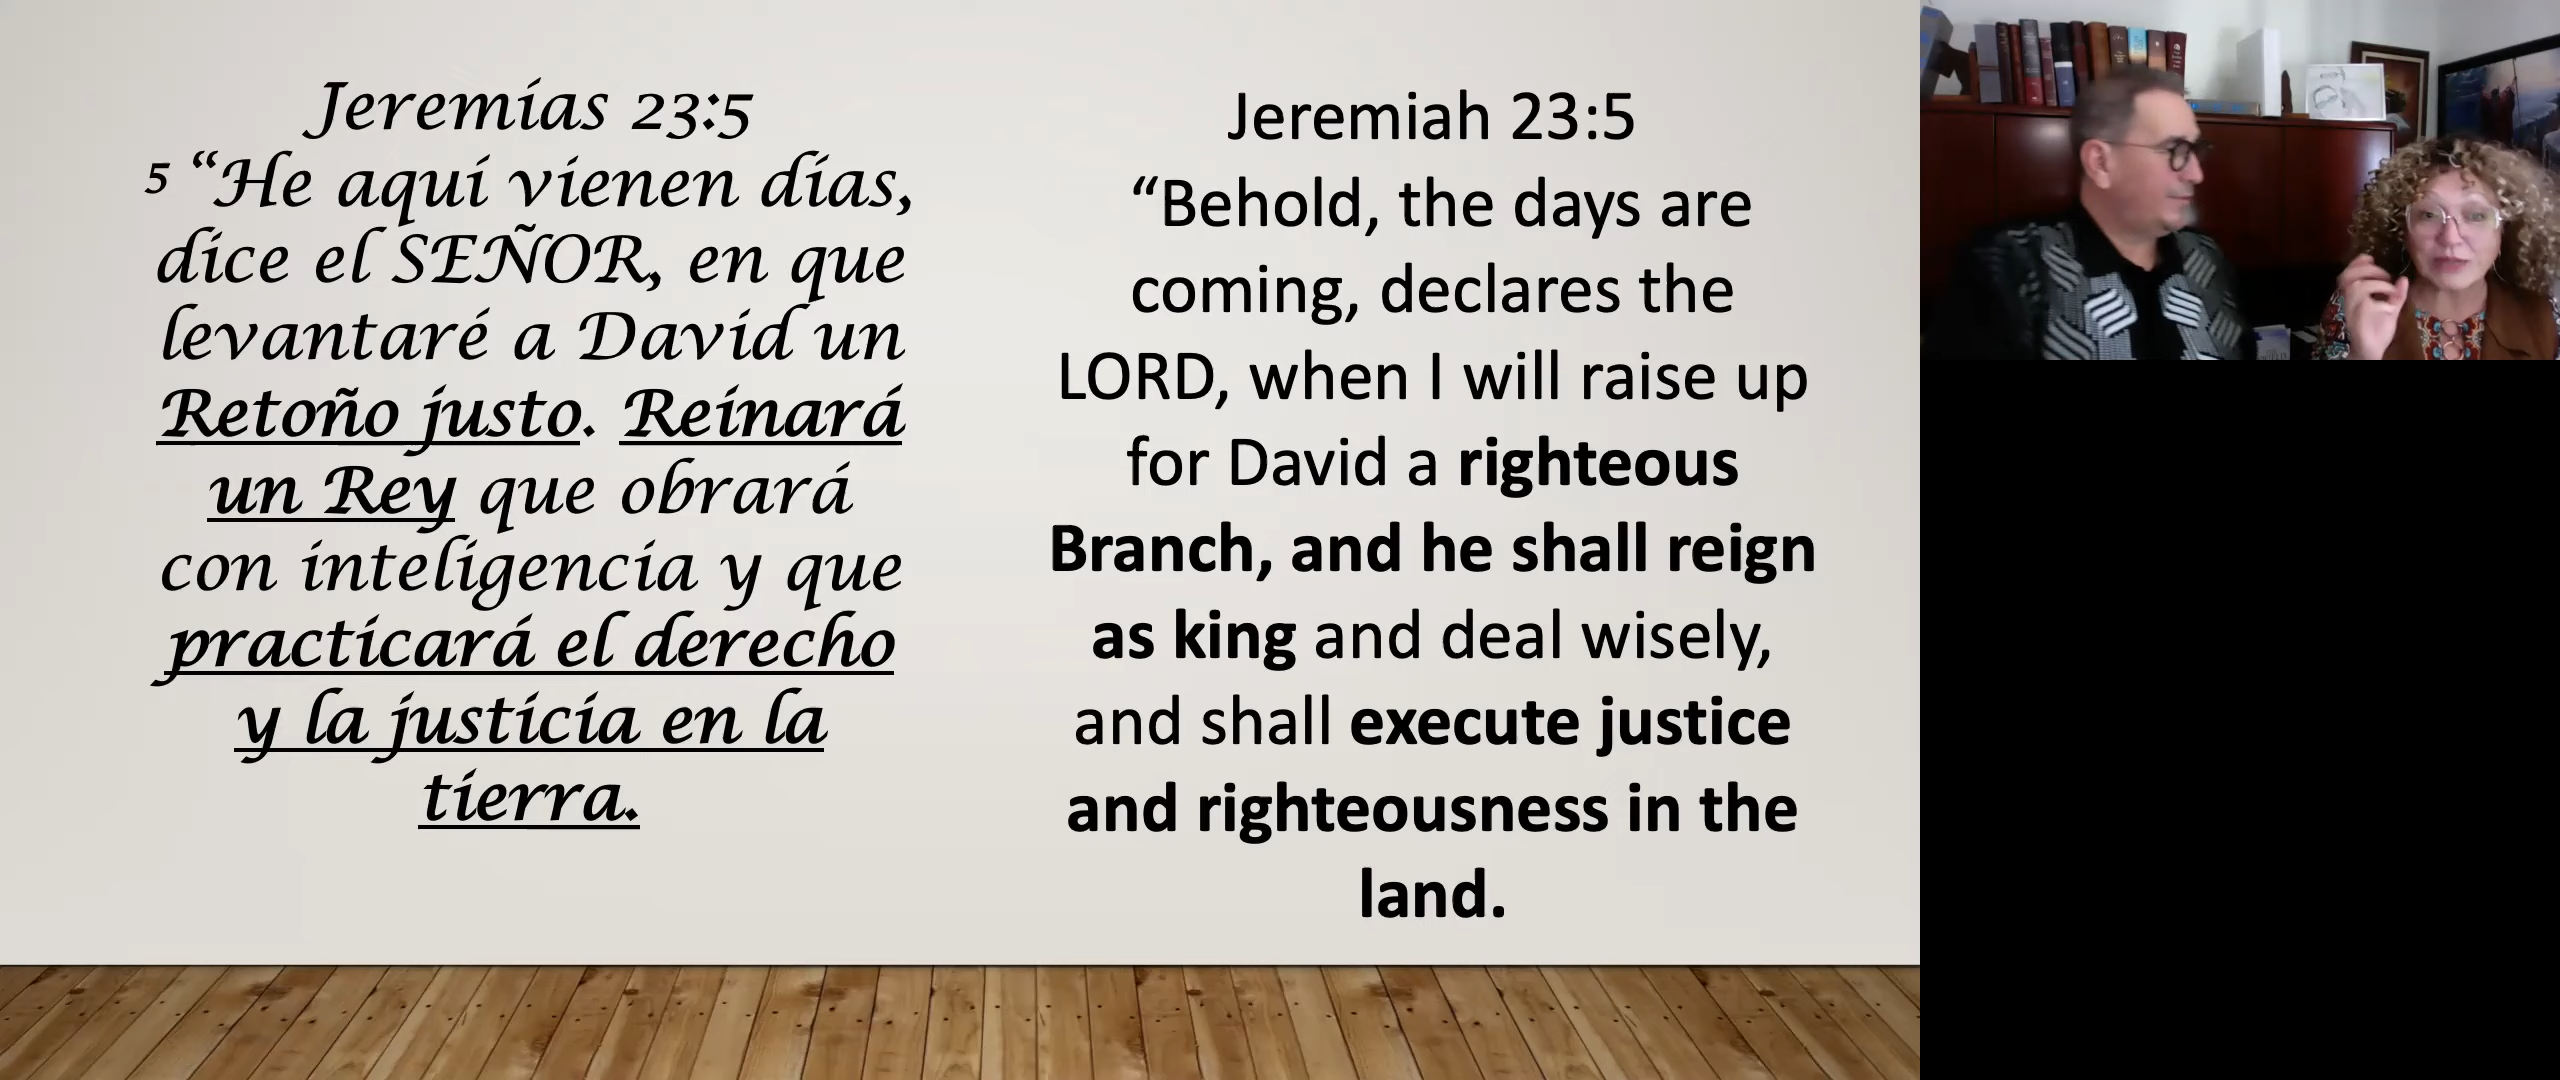 Jeremías 23:5
⁵ “He aquí vienen días,
dice el SEÑOR, en que
levantaré a David un
Retoño justo. Reinará
un Rey que obrará
con inteligencia y que
practicará el derecho
y la justicia en la
tierra.
Jeremiah 23:5
“Behold, the days are
coming, declares the
LORD, when I will raise up
for David a righteous
Branch, and he shall reign
as king and deal wisely,
and shall execute justice
and righteousness in the
land.